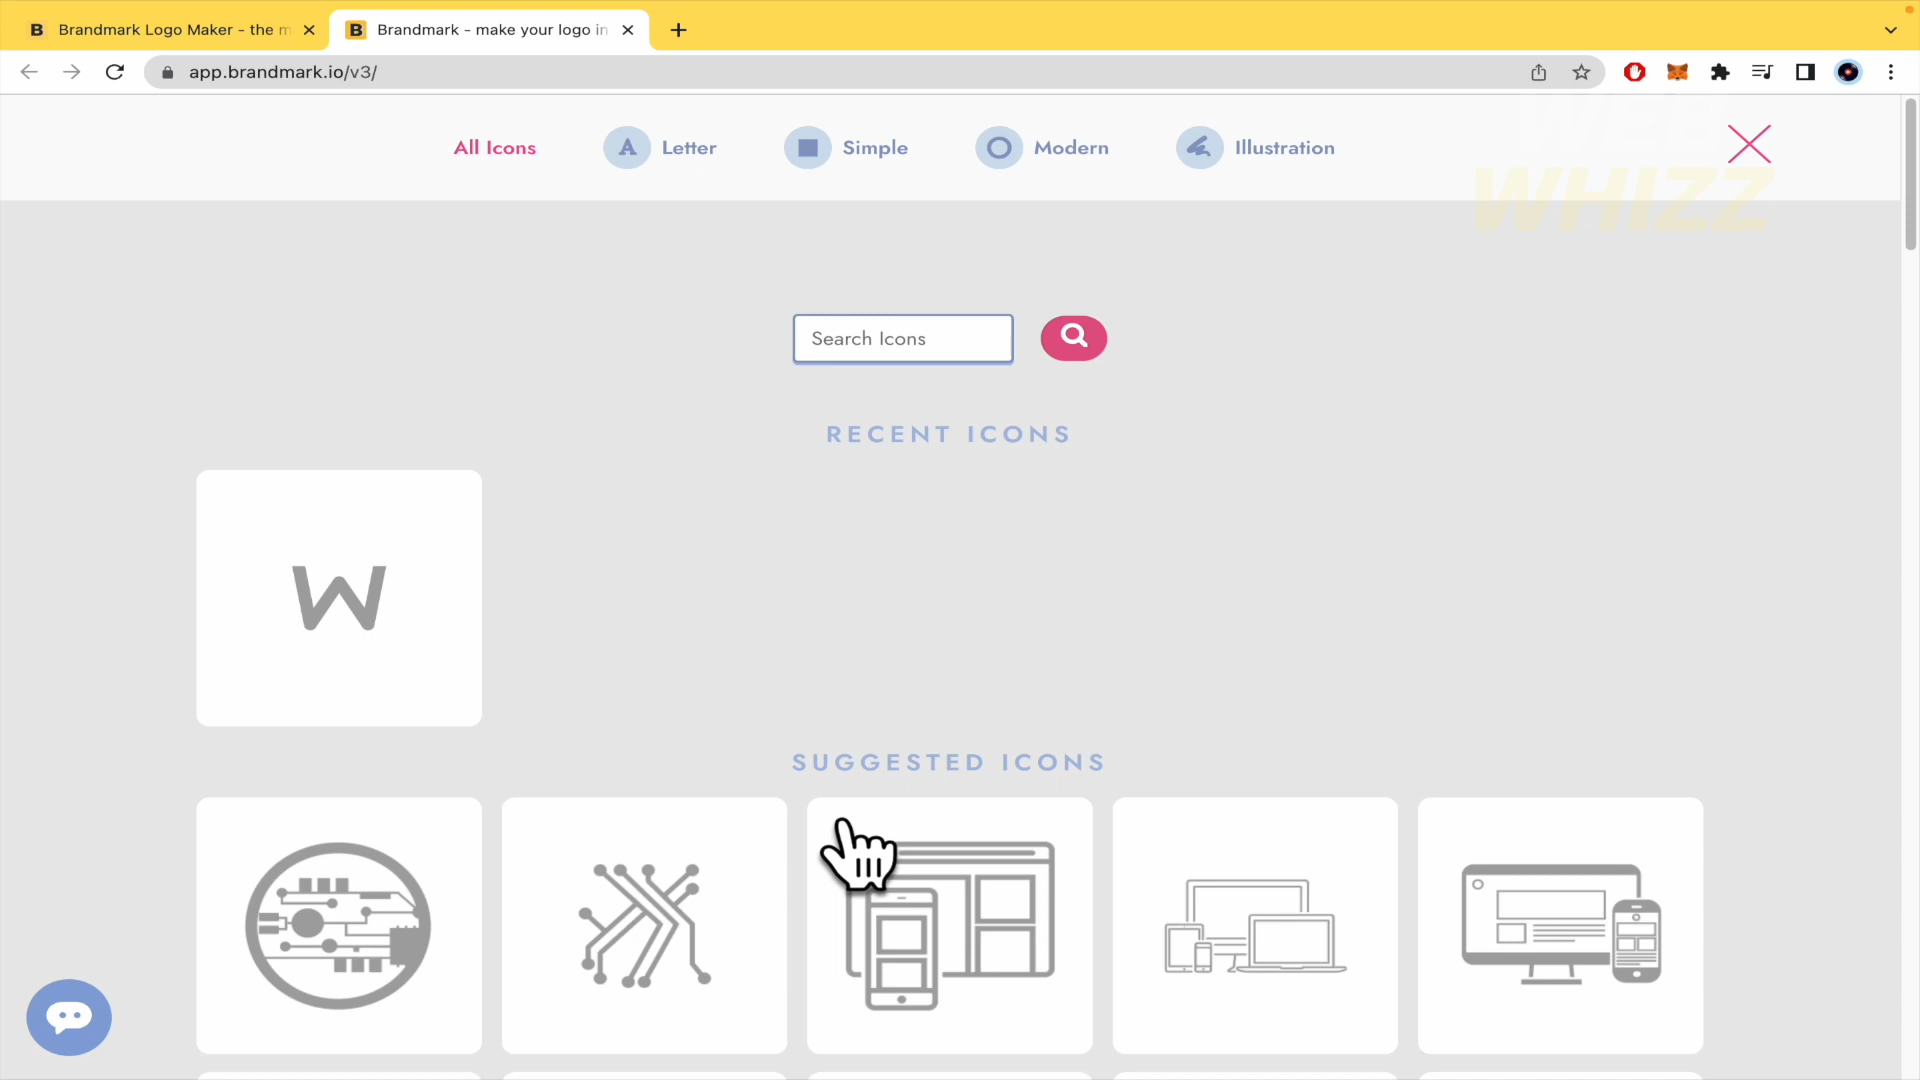 B Brandmark Logo Maker - the m
B Brandmark - make your logo in
app.brandmark.io/v3/
All Icons
A Letter
Simple
Modern
Illustration
WHIZZ
Search Icons
RECENT ICONS
W
SUGGESTED ICONS